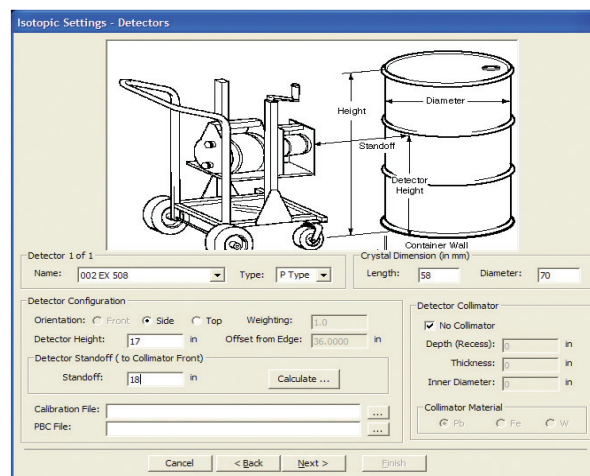 Isotopic Settings - Detectors
Height
Diameter
Standoff
Detector
Height
Container Wall
Detector 1 of 1
Name: 002 EX 508 Type: P Type
Crystal Dimension (in mm)
Length: 58 Diameter: 70
Detector Configuration
Orientation: Front Side Top Weighting: 1.0
Detector Height: 17 in Offset from Edge: 36.0000 in
Detector Standoff ( to Collimator Front)
Standoff: 18 in Calculate ...
Calibration File: ...
PBC File: ...
Detector Collimator
No Collimator
Depth (Recess): 0 in
Thickness: 0 in
Inner Diameter: 0 in
Collimator Material
Pb Fe W
Cancel < Back Next > Finish